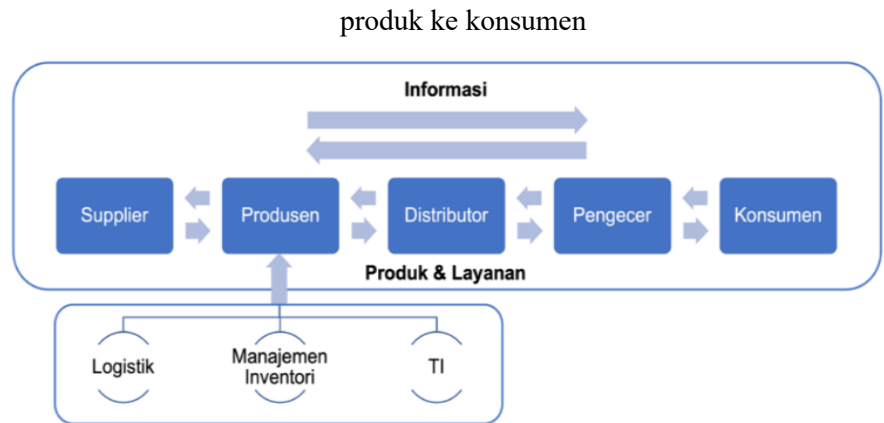 produk ke konsumen
Informasi
Supplier
Produsen
Distributor
Pengecer
Konsumen
Produk & Layanan
Logistik
Manajemen
Inventori
TI